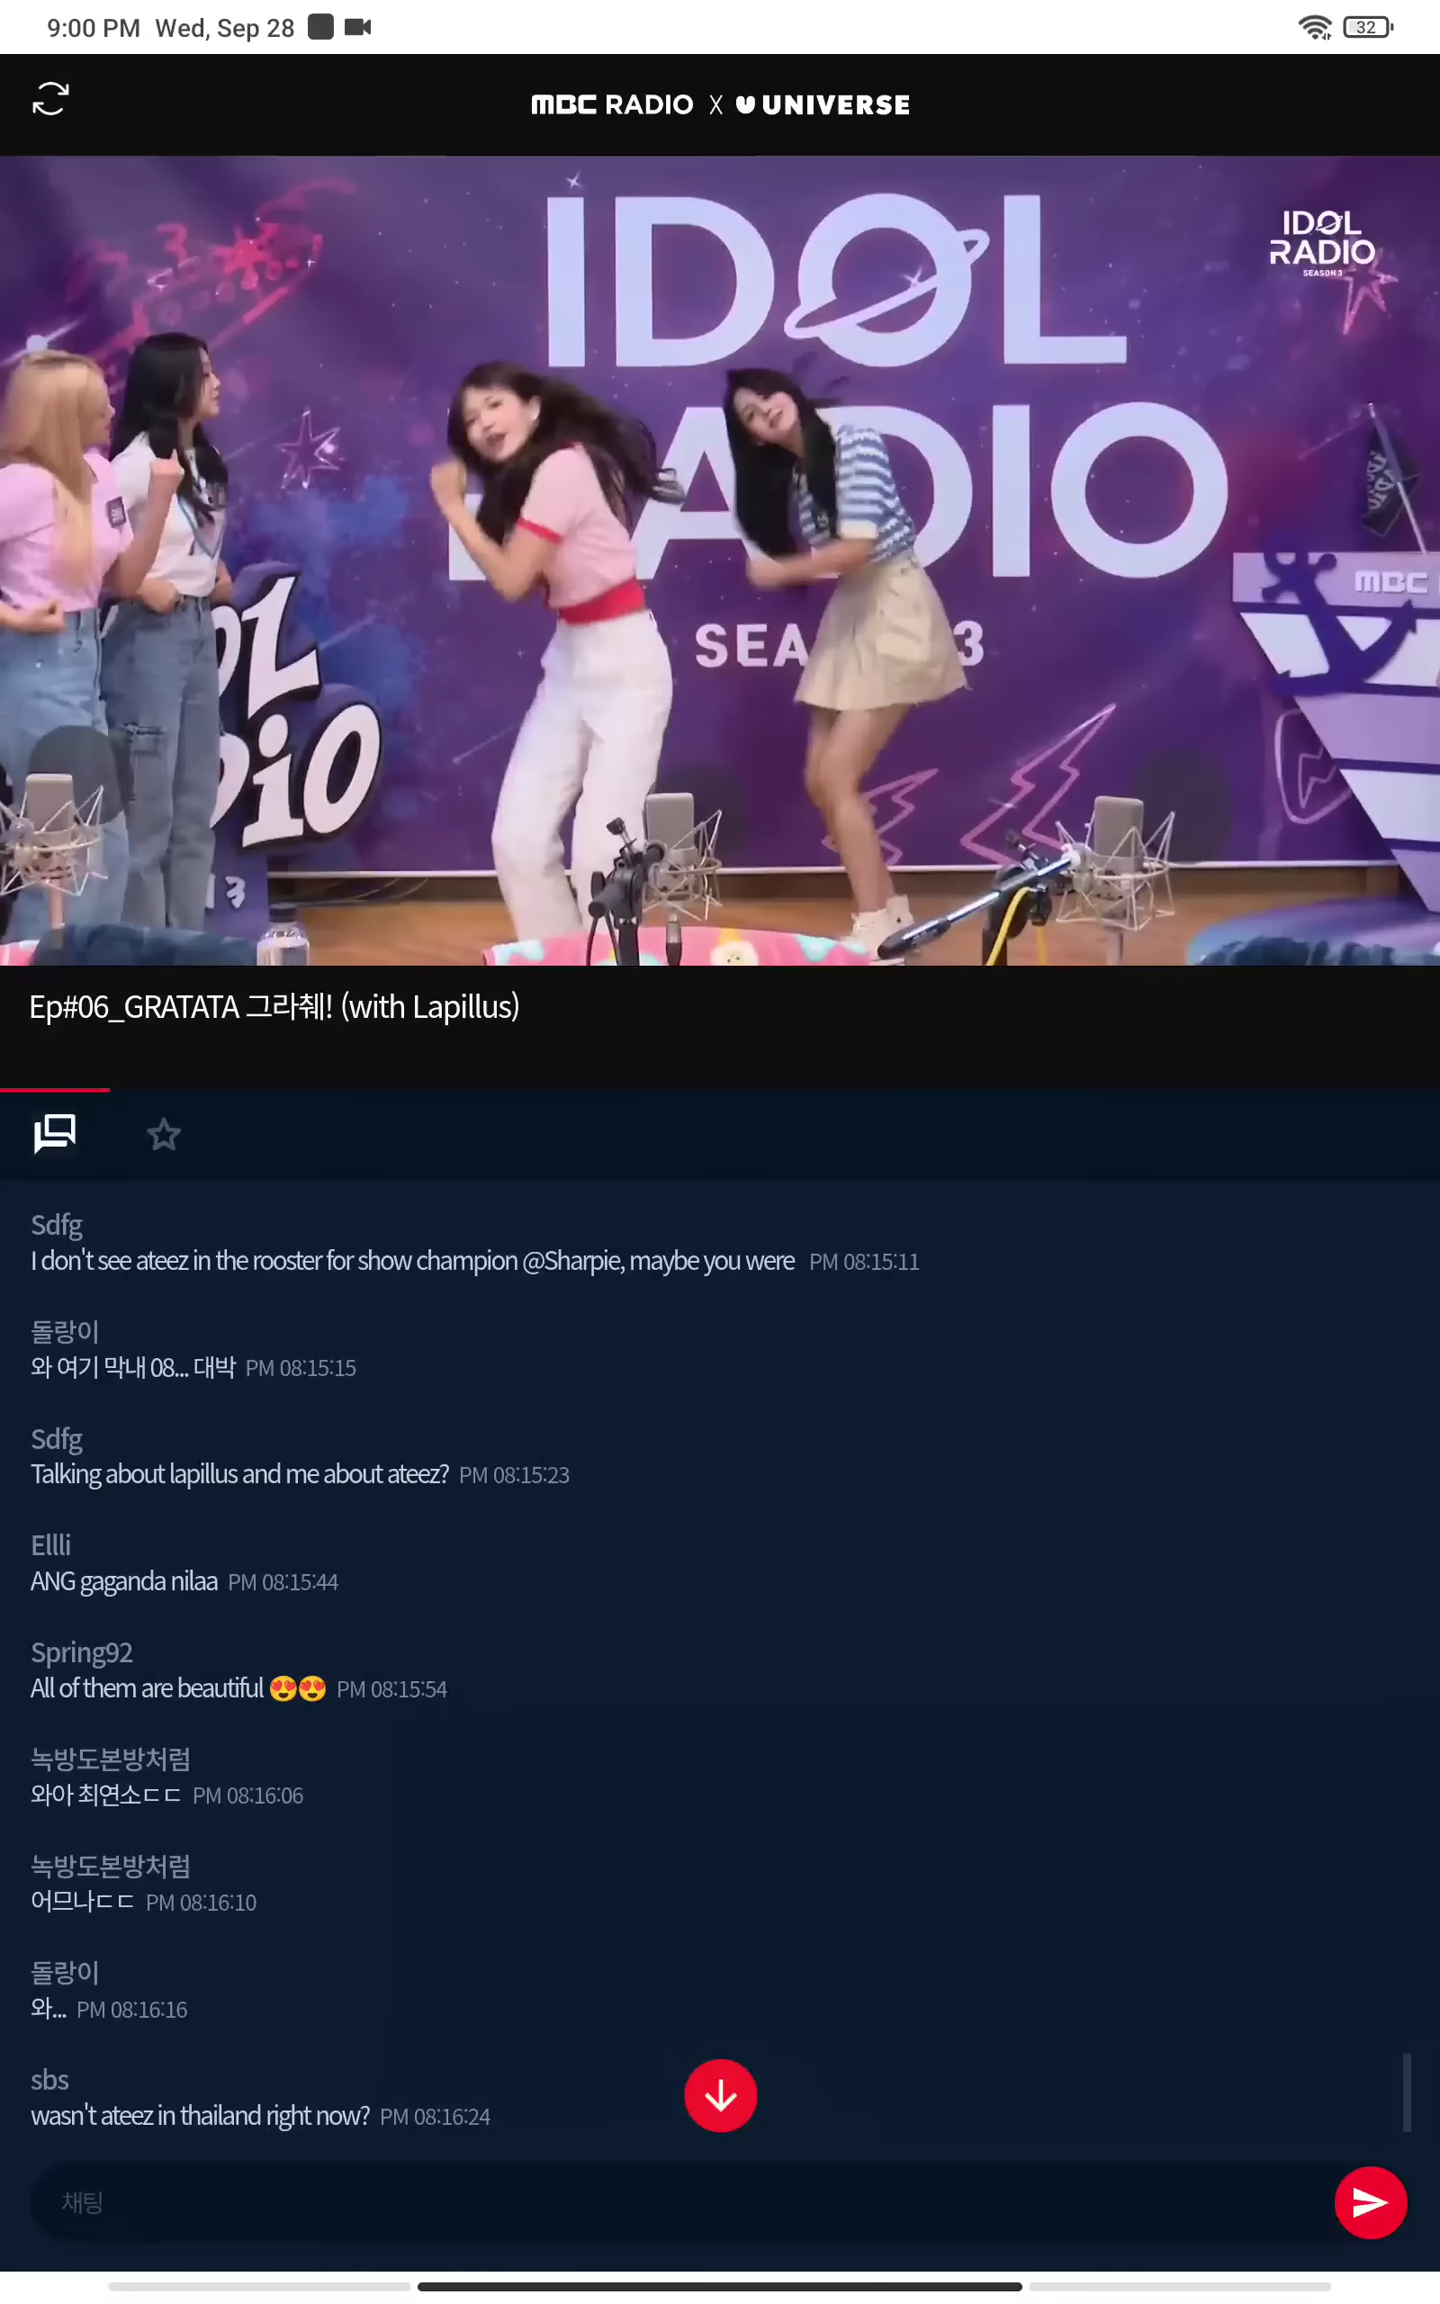 9:00 PM Wed, Sep 28
32
MBC RADIO X UNIVERSE
IDOL
RADIO
SEASON 3
IDOL
ADIO
SEA 3
MBC
Ep#06_GRATATA 그라췌! (with Lapillus)
Sdfg
I don't see ateez in the rooster for show champion @Sharpie, maybe you were PM 08:15:11
돌랑이
와 여기 막내 08... 대박 PM 08:15:15
Sdfg
Talking about lapillus and me about ateez? PM 08:15:23
Ellli
ANG gaganda nilaa PM 08:15:44
Spring92
All of them are beautiful 😍😍 PM 08:15:54
녹방도본방처럼
와아 최연소ㄷㄷ PM 08:16:06
녹방도본방처럼
어므나ㄷㄷ PM 08:16:10
돌랑이
와... PM 08:16:16
sbs
wasn't ateez in thailand right now? PM 08:16:24
채팅